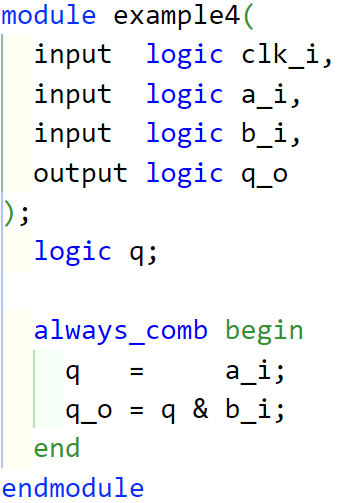 module example4(
  input  logic clk_i,
  input  logic a_i,
  input  logic b_i,
  output logic q_o
);
  logic q;

  always_comb begin
    q   =     a_i;
    q_o = q & b_i;
  end
endmodule